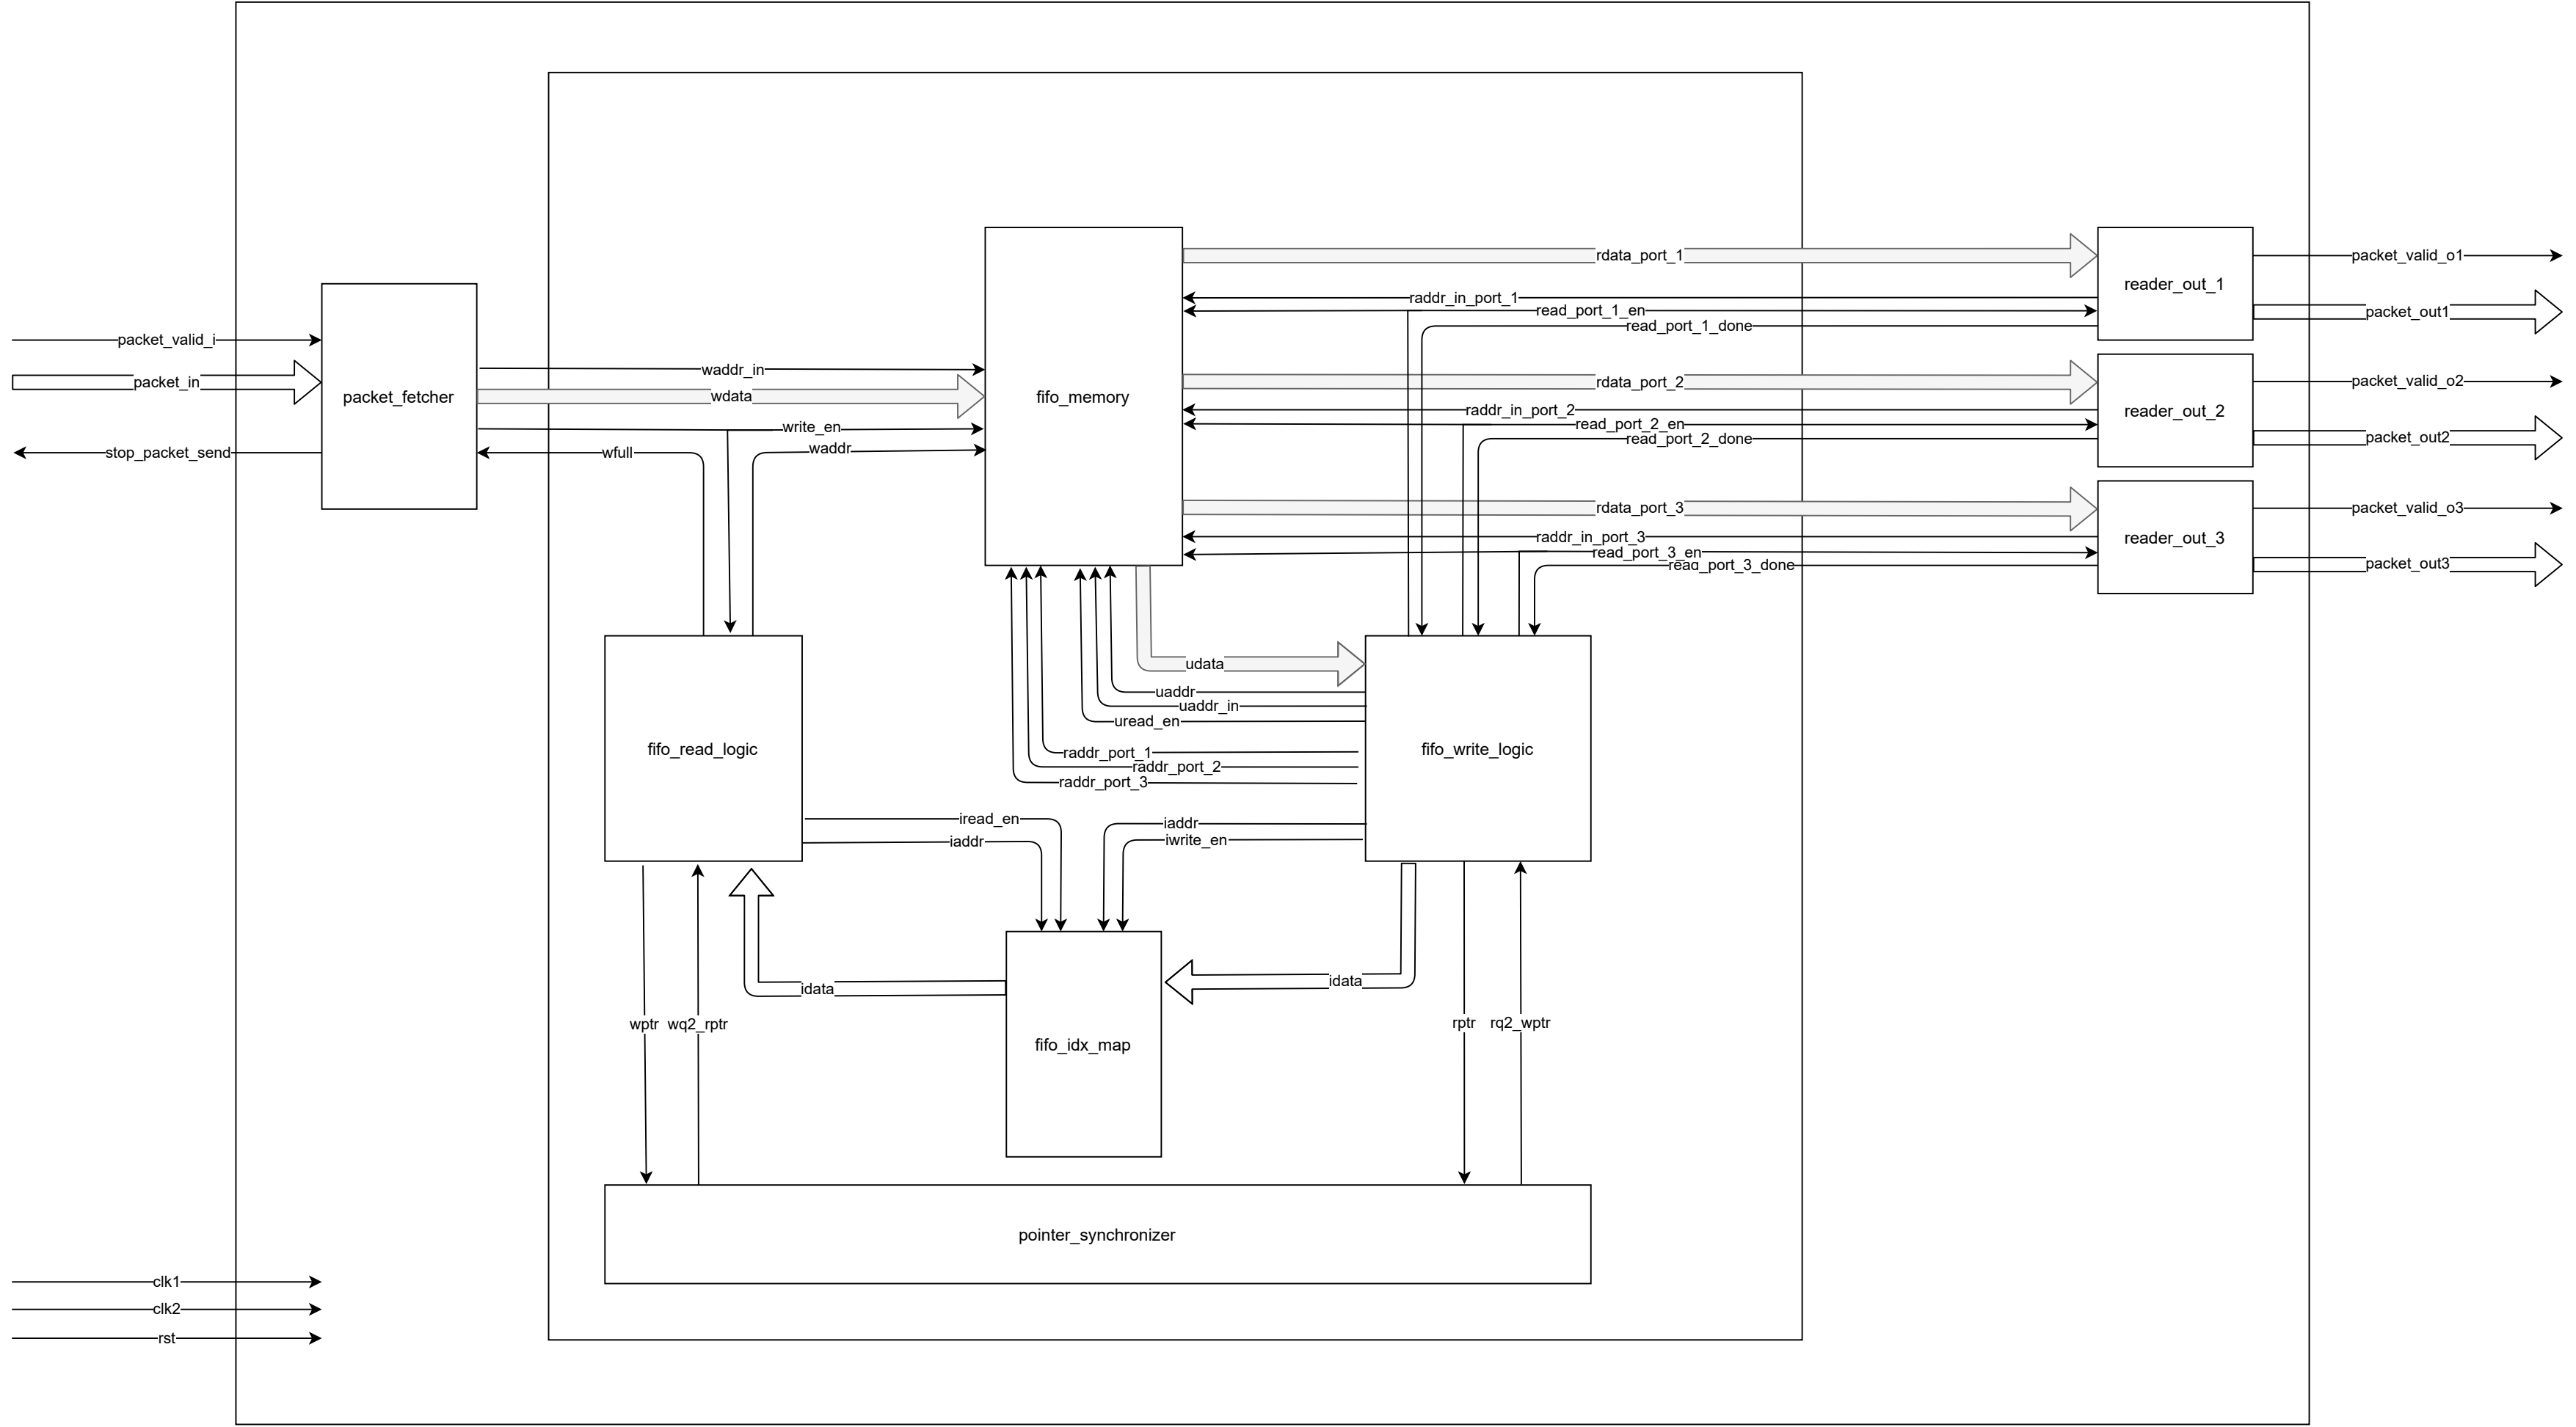 rdata_port_1
reader_out_1
packet_valid_o1
raddr_in_port_1
read_port_1_en
packet_out1
read_port_1_done
packet_valid_i
packet_in
stop_packet_send
packet_fetcher
waddr_in
wdata
write_en
wfull
waddr
fifo_memory
rdata_port_2
reader_out_2
packet_valid_o2
raddr_in_port_2
read_port_2_en
packet_out2
read_port_2_done
rdata_port_3
reader_out_3
packet_valid_o3
raddr_in_port_3
read_port_3_en
packet_out3
read_port_3_done
udata
uaddr
uaddr_in
uread_en
fifo_read_logic
fifo_write_logic
raddr_port_1
raddr_port_2
raddr_port_3
iread_en
iaddr
iaddr
iwrite_en
idata
idata
wptr
wq2_rptr
fifo_idx_map
rptr
rq2_wptr
pointer_synchronizer
clk1
clk2
rst